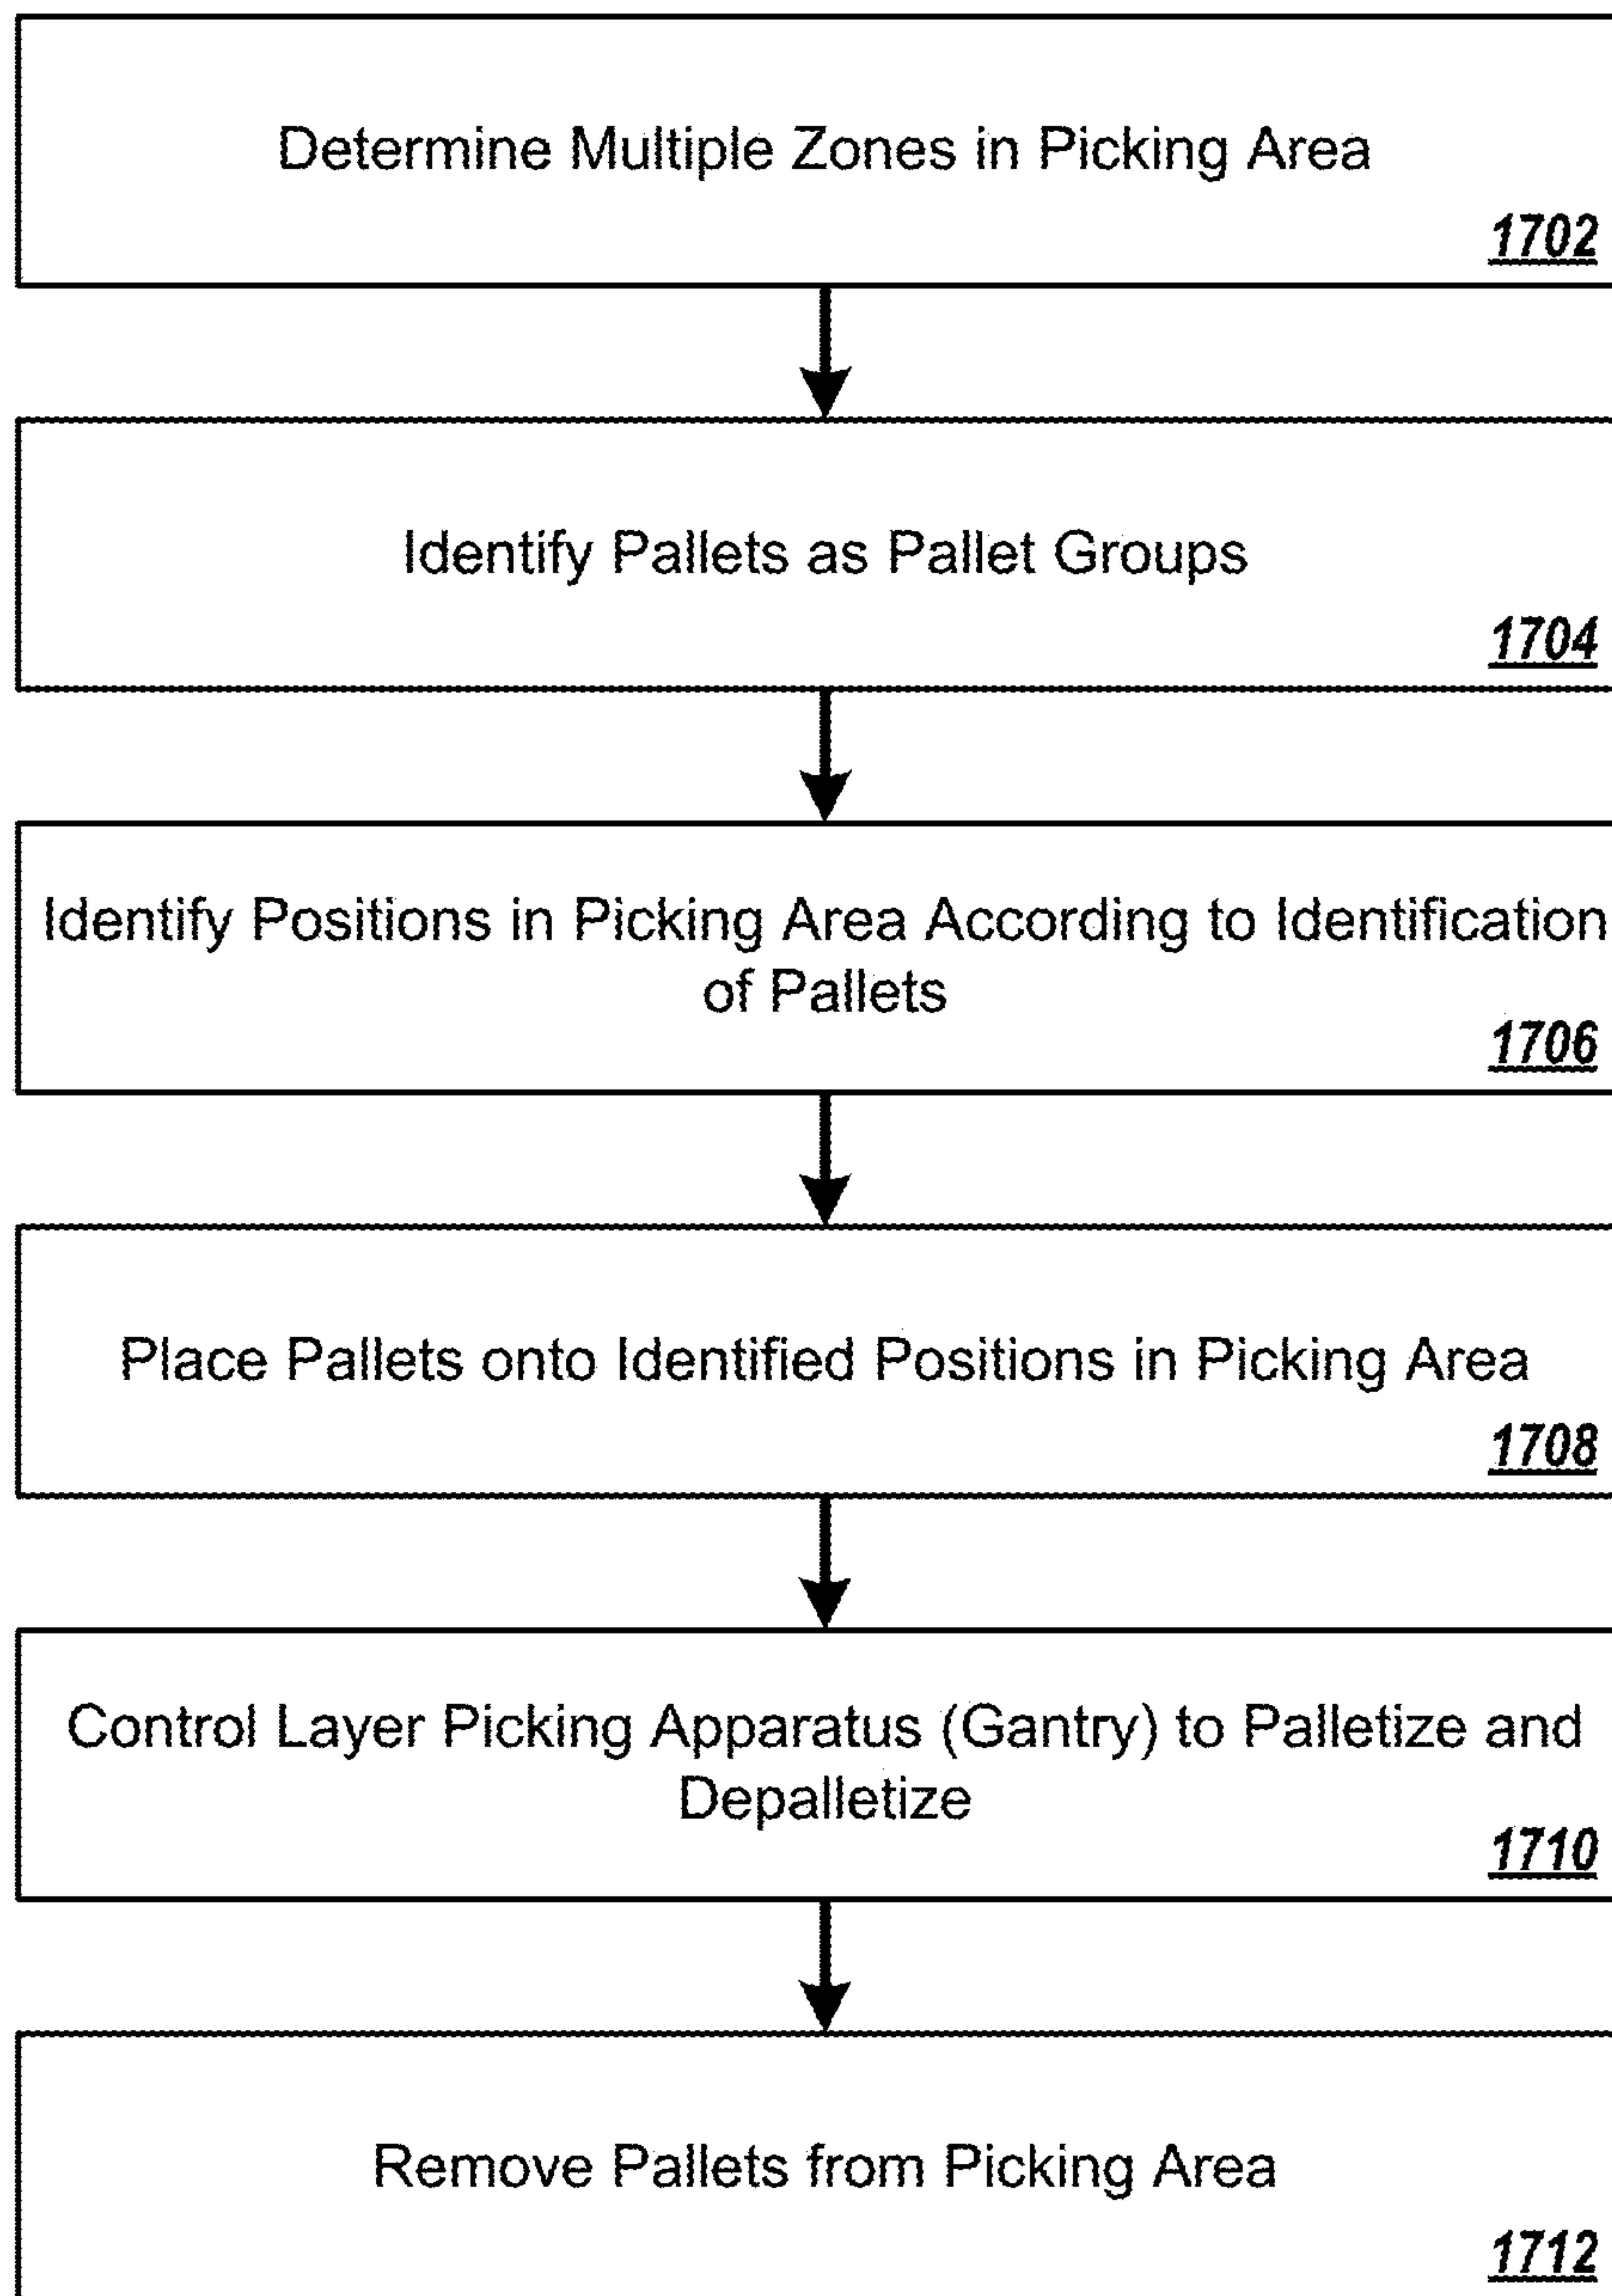 Determine Multiple Zones in Picking Area
1702
Identify Pallets as Pallet Groups
1704
Identify Positions in Picking Area According to Identification
of Pallets
1706
Place Pallets onto Identified Positions in Picking Area
1708
Control Layer Picking Apparatus (Gantry) to Palletize and
Depalletize
1710
Remove Pallets from Picking Area
1712